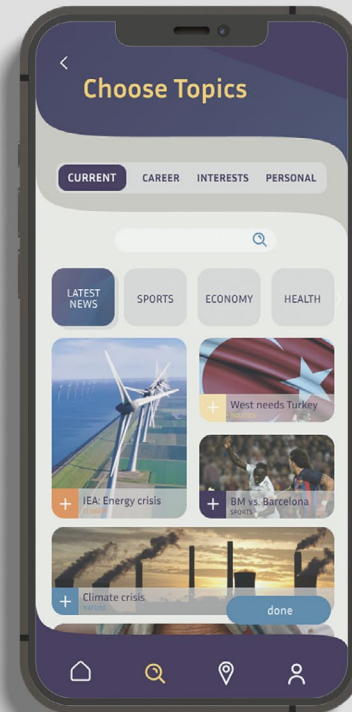 Choose Topics
CURRENT CAREER INTERESTS PERSONAL
LATEST
NEWS
SPORTS
ECONOMY
HEALTH
West needs Turkey
IEA: Energy crisis
BM vs. Barcelona
SPORTS
Climate crisis
NATURE
done